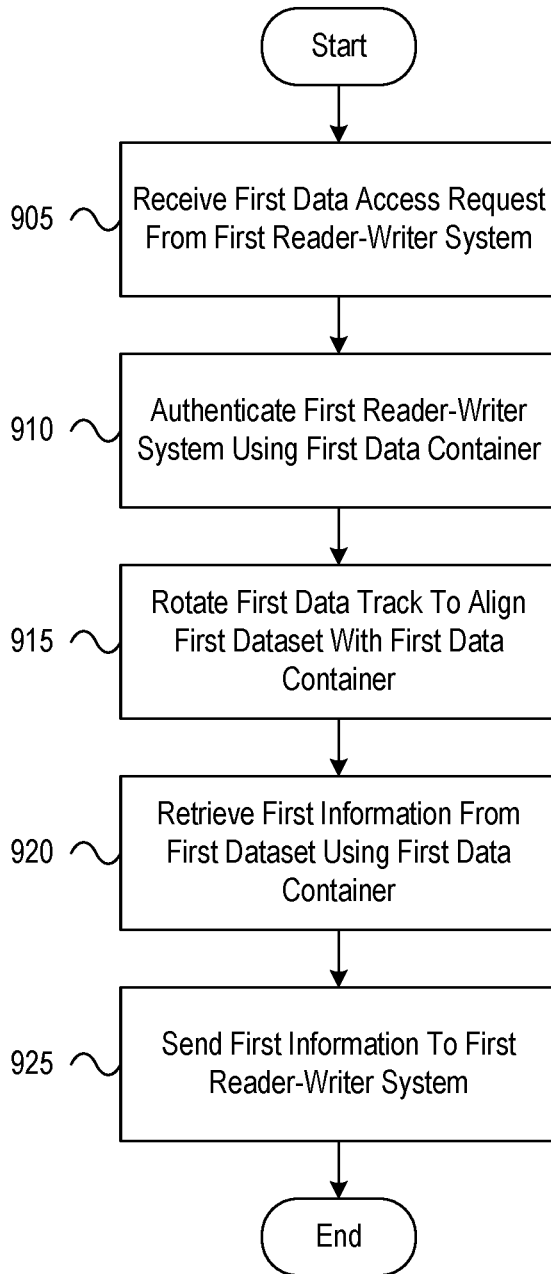 Start
905
Receive First Data Access Request
From First Reader-Writer System
910
Authenticate First Reader-Writer
System Using First Data Container
915
Rotate First Data Track To Align
First Dataset With First Data
Container
920
Retrieve First Information From
First Dataset Using First Data
Container
925
Send First Information To First
Reader-Writer System
End